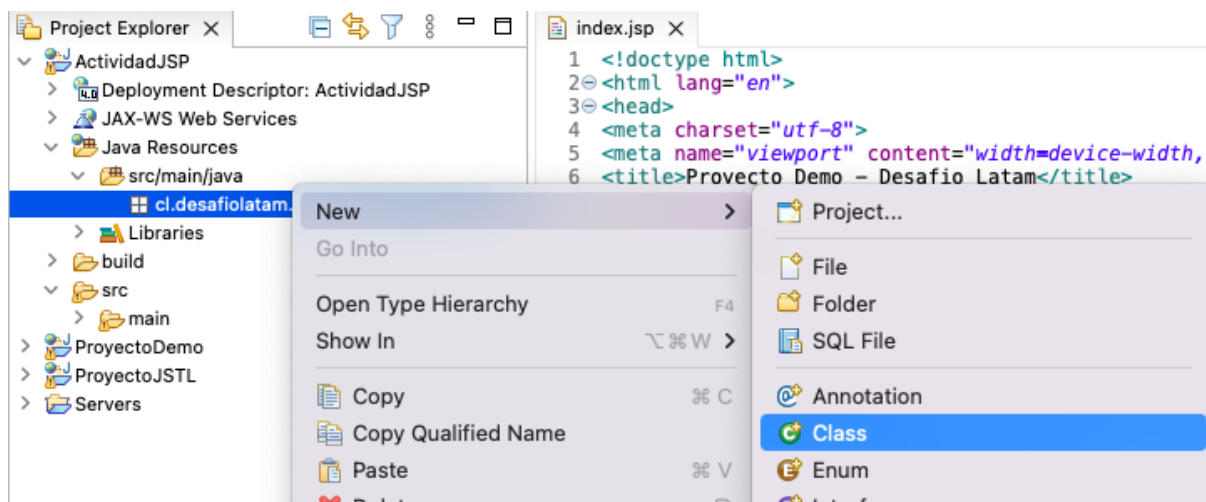 Project Explorer
ActividadJSP
Deployment Descriptor: ActividadJSP
JAX-WS Web Services
Java Resources
src/main/java
cl.desafiolatam.
Libraries
build
src
main
ProyectoDemo
ProyectoJSTL
Servers
index.jsp
1 <!doctype html>
2 <html lang="en">
3 <head>
4 <meta charset="utf-8">
5 <meta name="viewport" content="width=device-width,
6 <title>Proyecto Demo – Desafio Latam</title>
New
Go Into
Open Type Hierarchy F4
Show In ⌥⌘W
Copy ⌘C
Copy Qualified Name
Paste ⌘V
Project...
File
Folder
SQL File
Annotation
Class
Enum